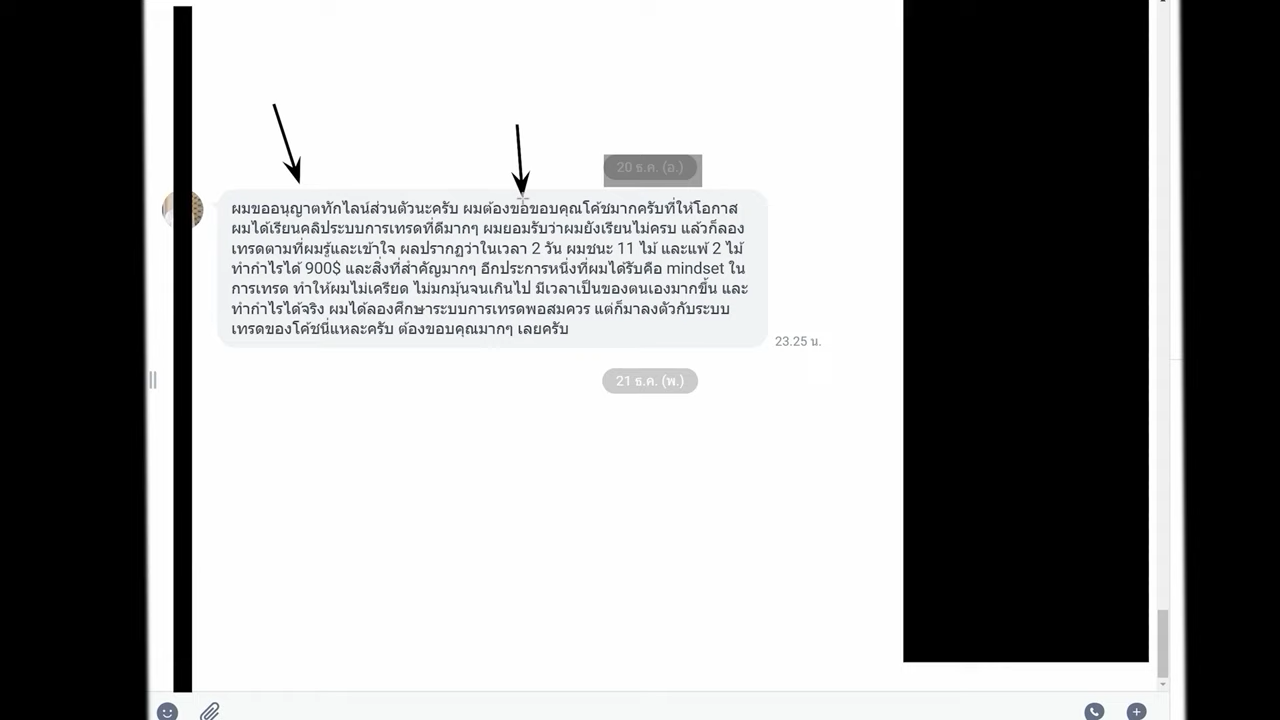 20 ธ.ค. (อ.)
ผมขออนุญาตทักไลน์ส่วนตัวนะครับ ผมต้องขอขอบคุณโค้ชมากครับที่ให้โอกาส
ผมได้เรียนคลิประบบการเทรดที่ดีมากๆ ผมยอมรับว่าผมยังเรียนไม่ครบ แล้วก็ลอง
เทรดตามที่ผมรู้และเข้าใจ ผลปรากฏว่าในเวลา 2 วัน ผมชนะ 11 ไม้ และแพ้ 2 ไม้
ทำกำไรได้ 900$ และสิ่งที่สำคัญมากๆ อีกประการหนึ่งที่ผมได้รับคือ mindset ใน
การเทรด ทำให้ผมไม่เครียด ไม่มกมุ้นจนเกินไป มีเวลาเป็นของตนเองมากขึ้น และ
ทำกำไรได้จริง ผมได้ลองศึกษาระบบการเทรดพอสมควร แต่ก็มาลงตัวกับระบบ
เทรดของโค้ชนี่แหละครับ ต้องขอบคุณมากๆ เลยครับ
23.25 น.
21 ธ.ค. (พ.)